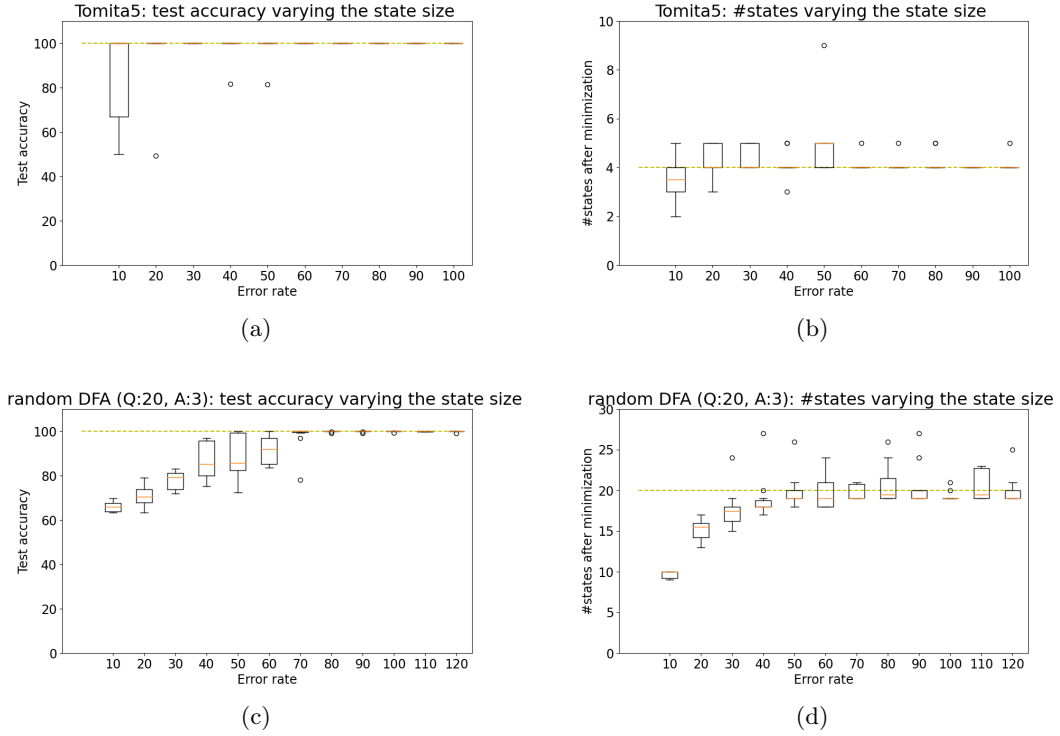 Tomita5: test accuracy varying the state size
Test accuracy
100
80
60
40
20
0
10 20 30 40 50 60 70 80 90 100
Error rate
(a)
Tomita5: #states varying the state size
#states after minimization
10
8
6
4
2
0
10 20 30 40 50 60 70 80 90 100
Error rate
(b)
random DFA (Q:20, A:3): test accuracy varying the state size
Test accuracy
100
80
60
40
20
0
10 20 30 40 50 60 70 80 90 100 110 120
Error rate
(c)
random DFA (Q:20, A:3): #states varying the state size
#states after minimization
30
25
20
15
10
5
0
10 20 30 40 50 60 70 80 90 100 110 120
Error rate
(d)